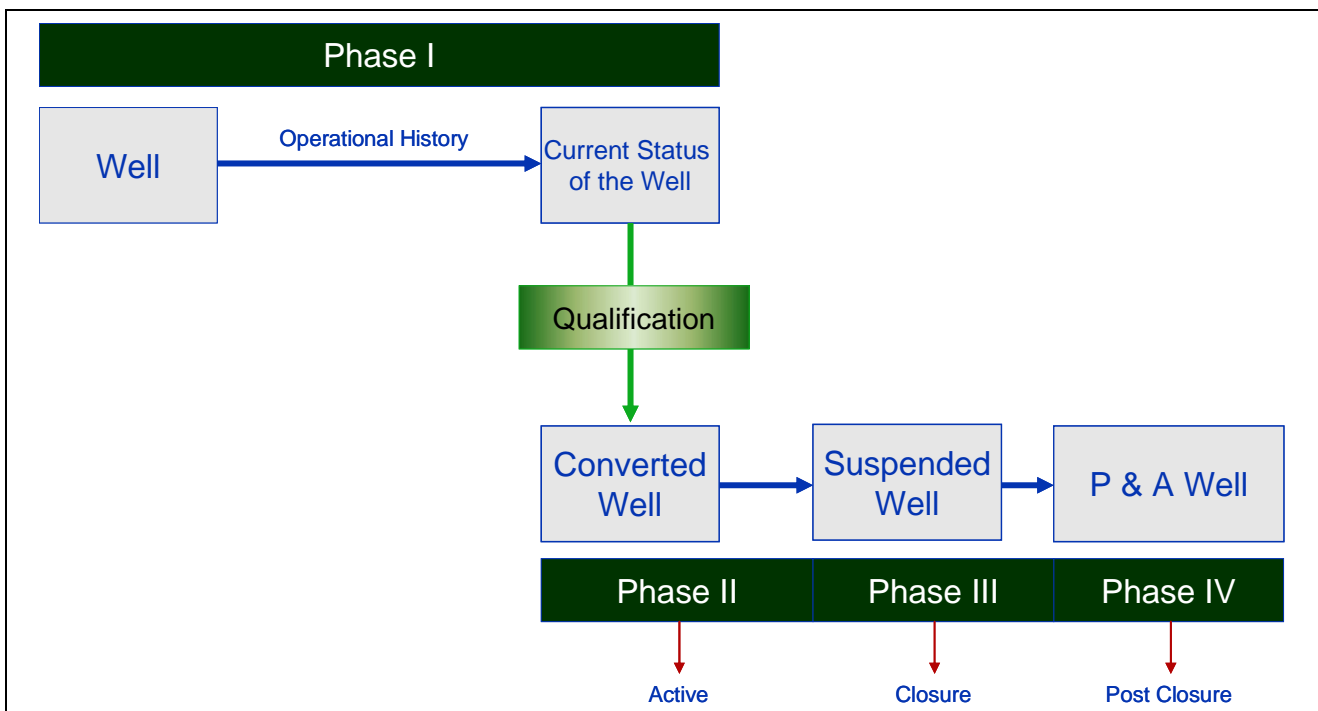 Phase I
Well
Operational History
Current Status
of the Well
Qualification
Converted
Well
Suspended
Well
P & A Well
Phase II
Phase III
Phase IV
Active
Closure
Post Closure